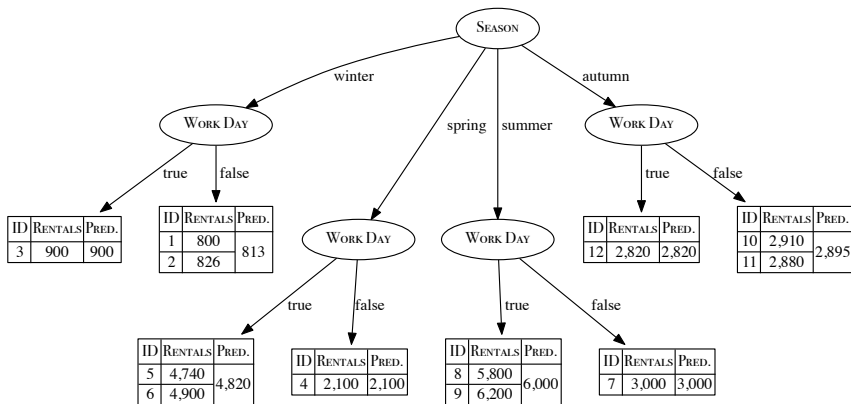 SEASON
winter
spring
summer
autumn
WORK DAY
true
false
ID RENTALS PRED.
3 900 900
ID RENTALS PRED.
1 800
813
2 826
WORK DAY
true
false
ID RENTALS PRED.
5 4,740
4,820
6 4,900
ID RENTALS PRED.
4 2,100 2,100
WORK DAY
true
false
ID RENTALS PRED.
8 5,800
6,000
9 6,200
ID RENTALS PRED.
7 3,000 3,000
WORK DAY
true
false
ID RENTALS PRED.
12 2,820 2,820
ID RENTALS PRED.
10 2,910
2,895
11 2,880